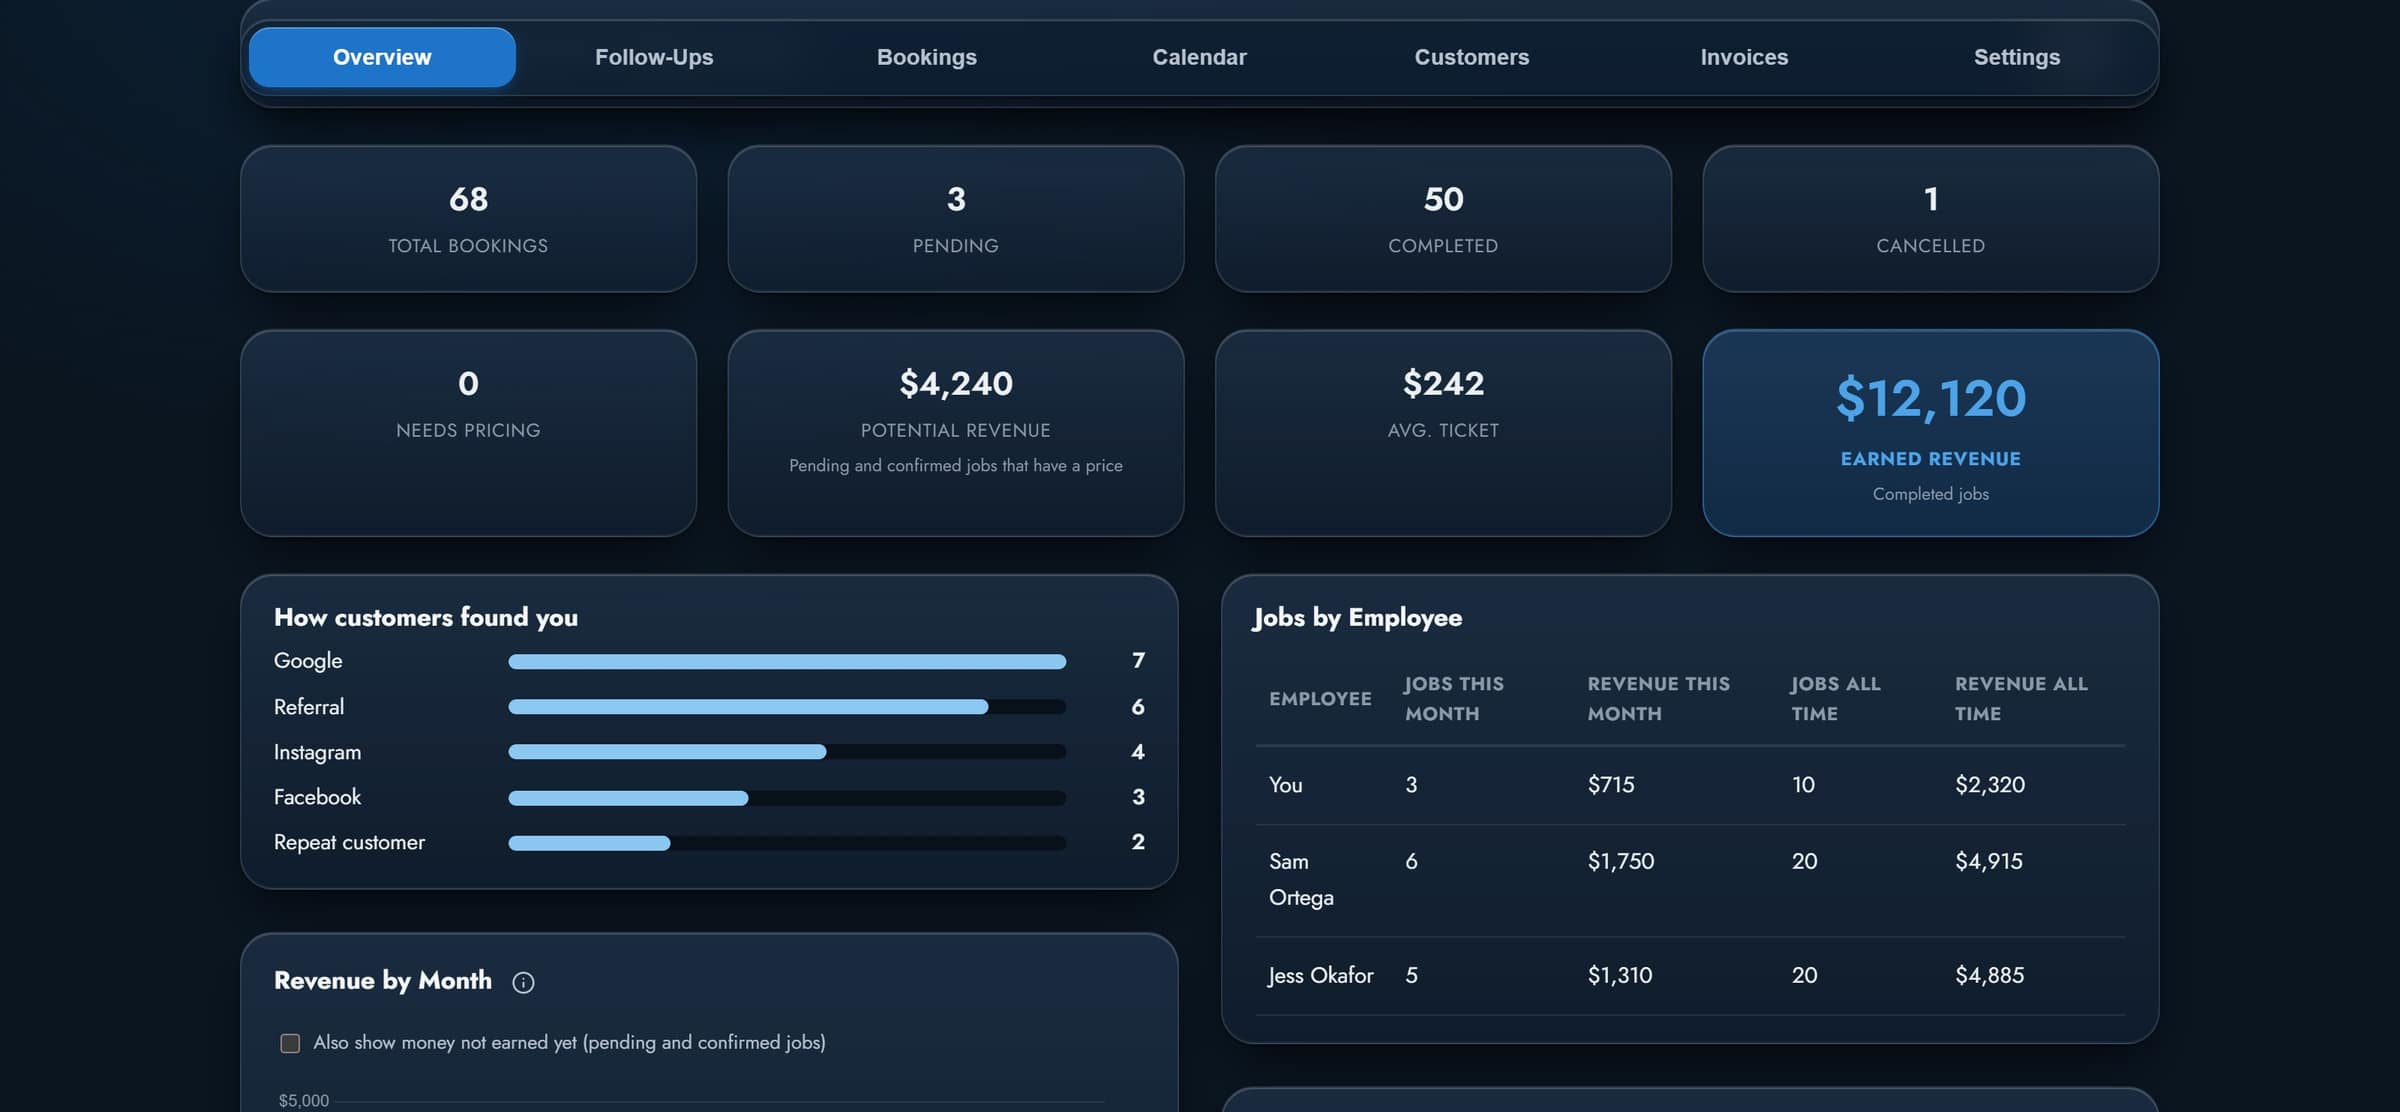 Overview Follow-Ups Bookings Calendar Customers Invoices Settings
68
TOTAL BOOKINGS
3
PENDING
50
COMPLETED
1
CANCELLED
0
NEEDS PRICING
$4,240
POTENTIAL REVENUE
Pending and confirmed jobs that have a price
$242
AVG. TICKET
$12,120
EARNED REVENUE
Completed jobs
How customers found you
Google 7
Referral 6
Instagram 4
Facebook 3
Repeat customer 2
Revenue by Month
Also show money not earned yet (pending and confirmed jobs)
$5,000
Jobs by Employee
EMPLOYEE JOBS THIS MONTH REVENUE THIS MONTH JOBS ALL TIME REVENUE ALL TIME
You 3 $715 10 $2,320
Sam Ortega 6 $1,750 20 $4,915
Jess Okafor 5 $1,310 20 $4,885